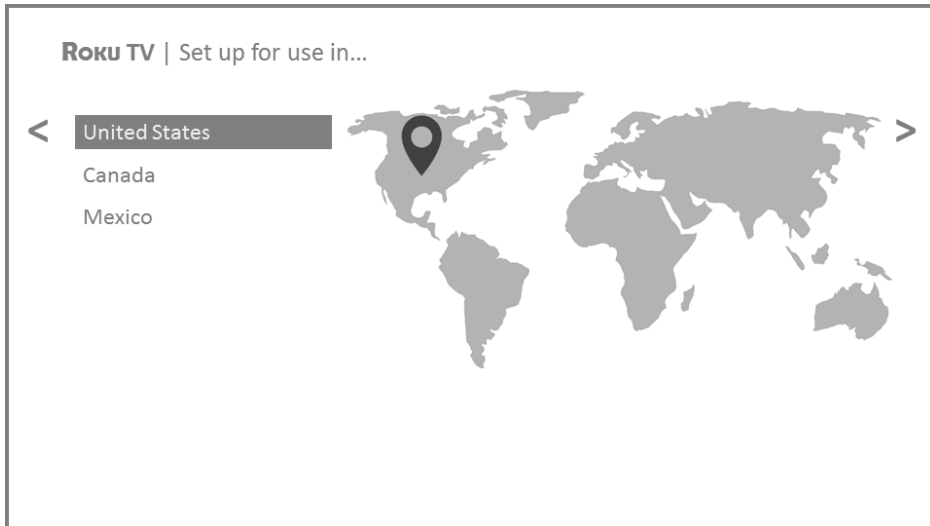 ROKU TV | Set up for use in...
< United States >
Canada
Mexico